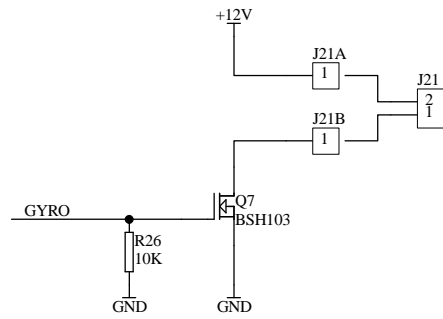 +12V
J21A
1
J21
2
1
J21B
1
Q7
BSH103
GYRO
R26
10K
GND
GND